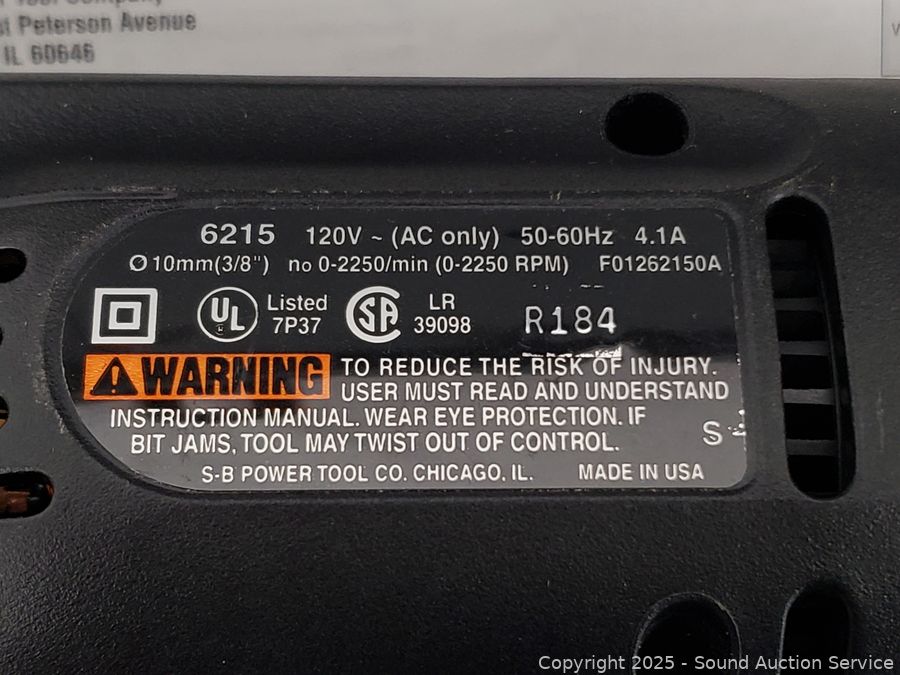 Peterson Avenue
IL 60646
6215 120V ~ (AC only) 50-60Hz 4.1A
Ø 10mm(3/8") no 0-2250/min (0-2250 RPM) F01262150A
UL Listed 7P37 SA LR 39098 R184
WARNING TO REDUCE THE RISK OF INJURY.
USER MUST READ AND UNDERSTAND
INSTRUCTION MANUAL. WEAR EYE PROTECTION. IF
BIT JAMS, TOOL MAY TWIST OUT OF CONTROL. S
S-B POWER TOOL CO. CHICAGO, IL. MADE IN USA
Copyright © 2025 - Sound Auction Service